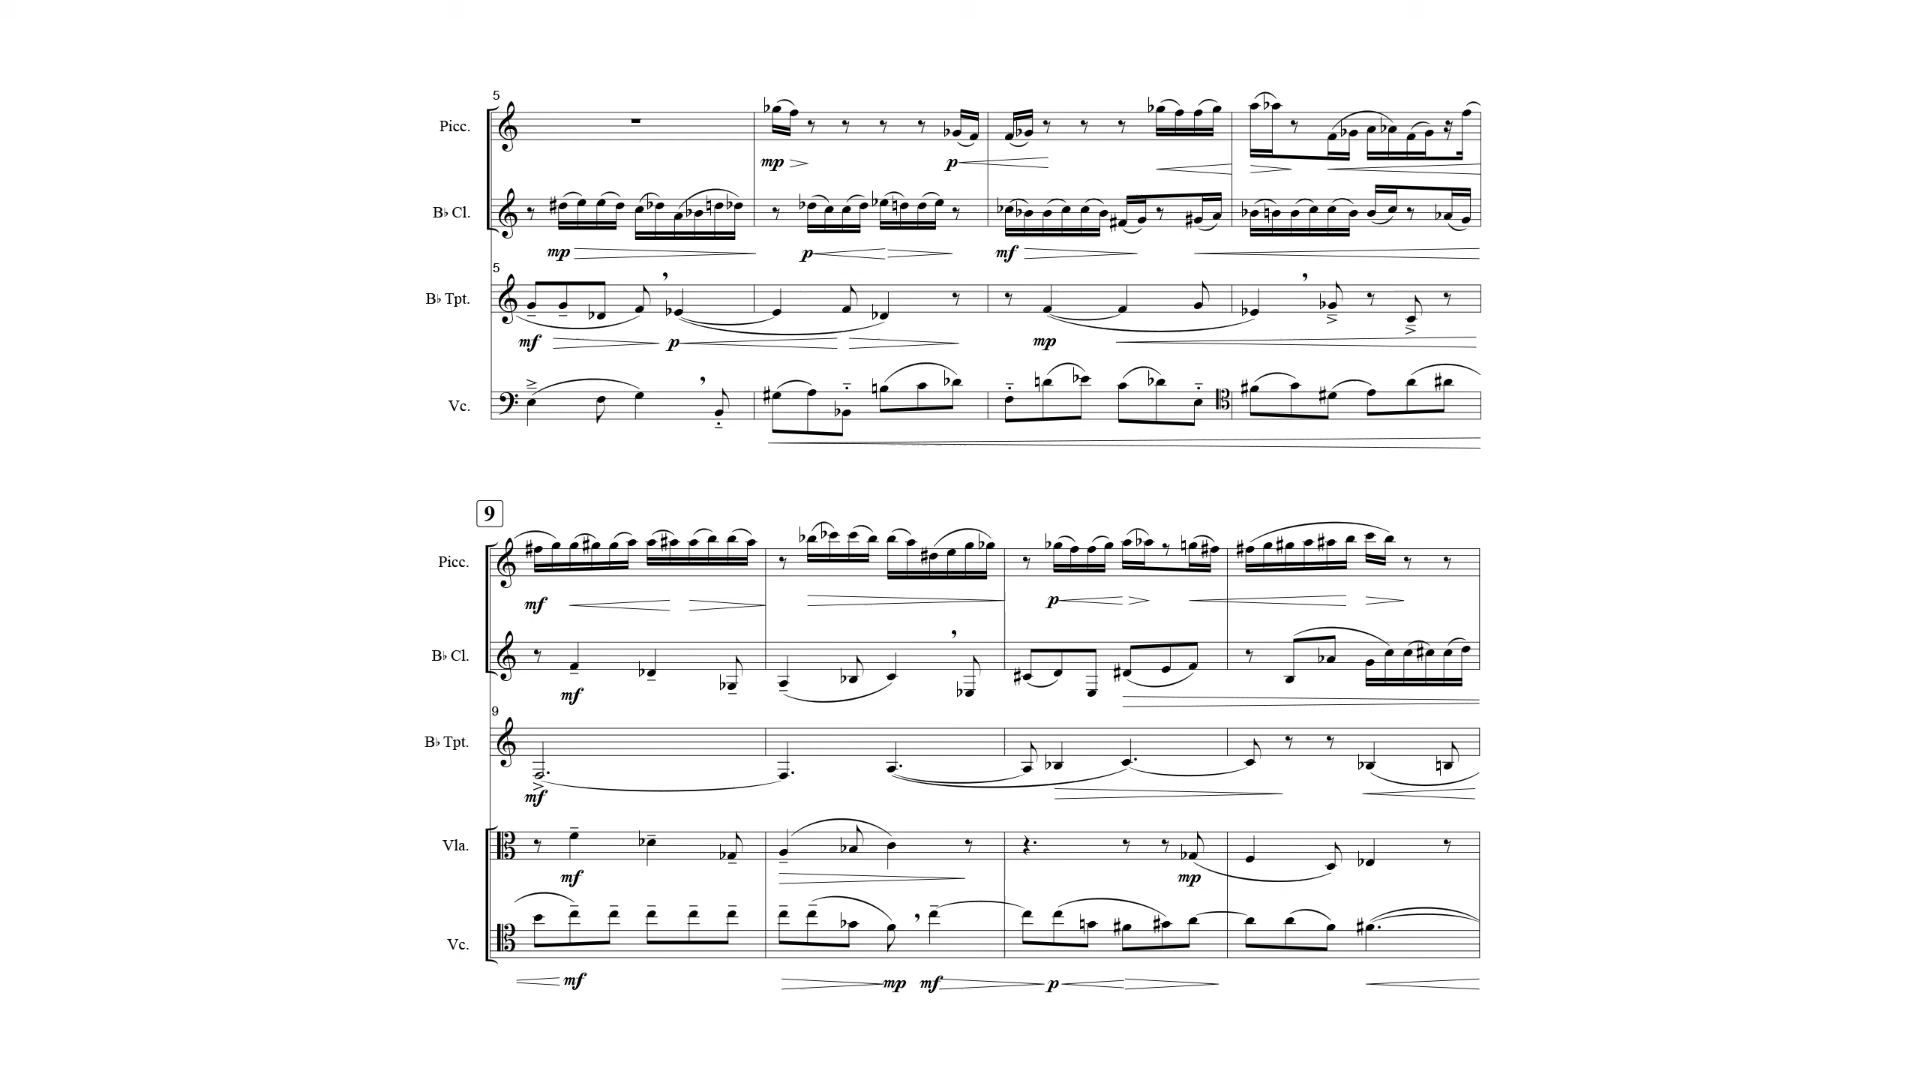 5
Picc.
mp p
B♭ Cl.
mp p mf
5
B♭ Tpt.
mf p mp
Vc.
9
Picc.
mf p
B♭ Cl.
mf
9
B♭ Tpt.
mf
Vla.
mf mp
Vc.
mf mp mf p